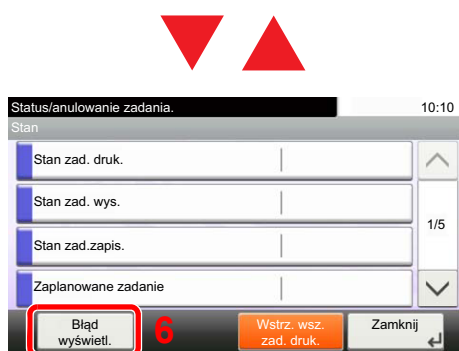 Status/anulowanie zadania.
10:10
Stan
Stan zad. druk.
Stan zad. wys.
1/5
Stan zad.zapis.
Zaplanowane zadanie
Błąd
wyświetl.
6
Wstrz. wsz.
zad. druk.
Zamknij